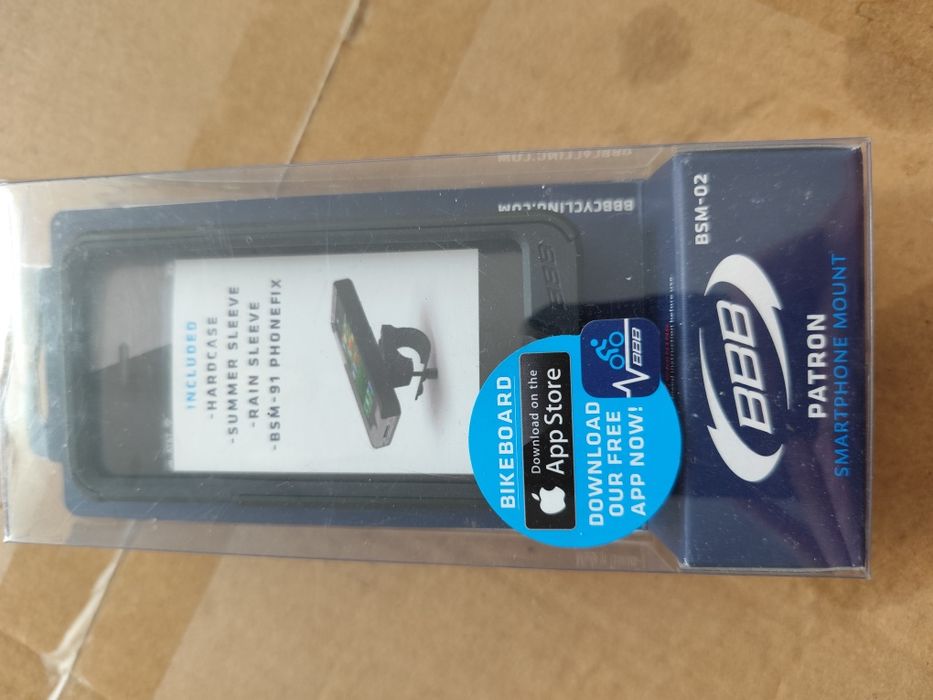 BBBCYCLING.COM
INCLUDED
-HARDCASE
-SUMMER SLEEVE
-RAIN SLEEVE
-BSM-91 PHONEFIX
BBB
BIKEBOARD
Download on the
App Store
DOWNLOAD
OUR FREE
APP NOW!
BBB
BSM-02
BBB
PATRON
SMARTPHONE MOUNT